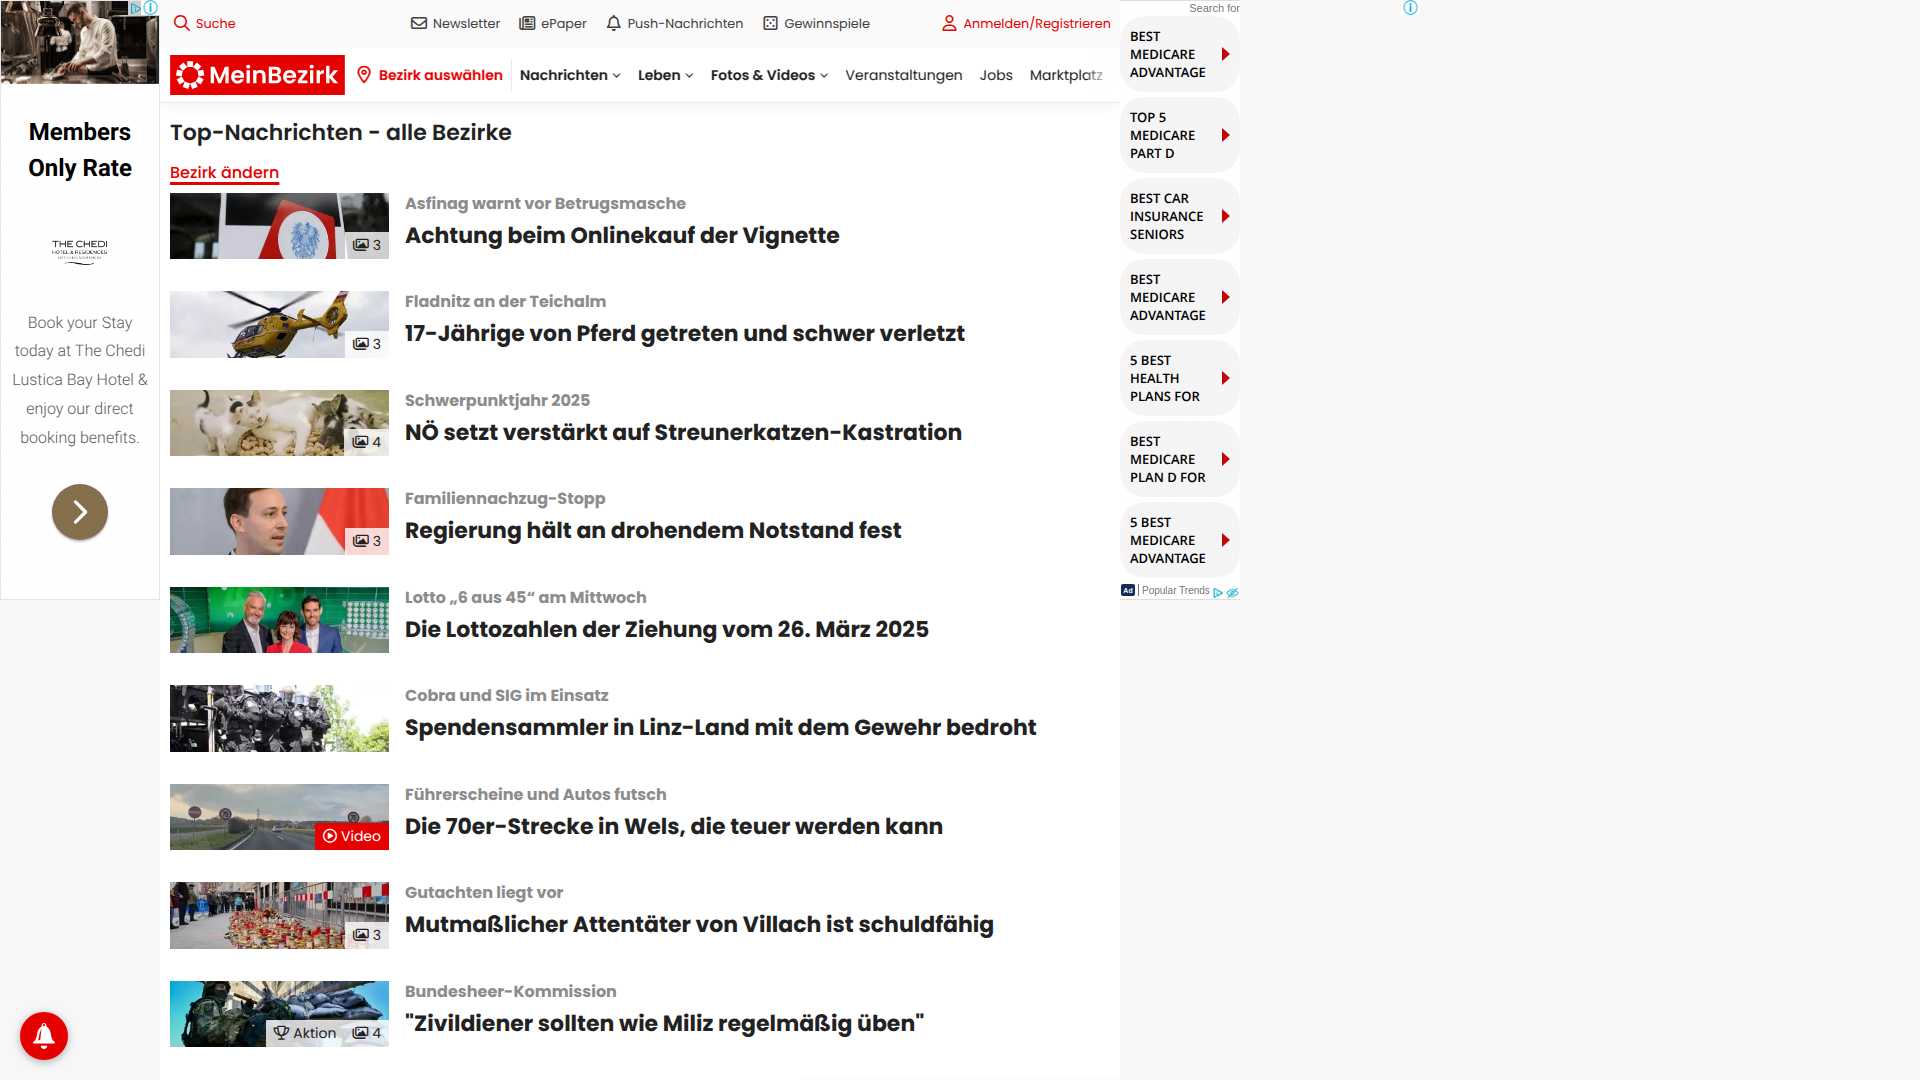 Suche
Newsletter
ePaper
Push-Nachrichten
Gewinnspiele
Anmelden/Registrieren
MeinBezirk
Bezirk auswählen
Nachrichten
Leben
Fotos & Videos
Veranstaltungen
Jobs
Marktplatz
Members
Only Rate
THE CHEDI
Book your Stay
today at The Chedi
Lustica Bay Hotel &
enjoy our direct
booking benefits.
Top-Nachrichten - alle Bezirke
Bezirk ändern
Asfinag warnt vor Betrugsmasche
Achtung beim Onlinekauf der Vignette
3
Fladnitz an der Teichalm
17-Jährige von Pferd getreten und schwer verletzt
3
Schwerpunktjahr 2025
NÖ setzt verstärkt auf Streunerkatzen-Kastration
4
Familiennachzug-Stopp
Regierung hält an drohendem Notstand fest
3
Lotto „6 aus 45“ am Mittwoch
Die Lottozahlen der Ziehung vom 26. März 2025
Cobra und SIG im Einsatz
Spendensammler in Linz-Land mit dem Gewehr bedroht
Führerscheine und Autos futsch
Die 70er-Strecke in Wels, die teuer werden kann
Video
Gutachten liegt vor
Mutmaßlicher Attentäter von Villach ist schuldfähig
3
Bundesheer-Kommission
"Zivildiener sollten wie Miliz regelmäßig üben"
Aktion 4
Search for
BEST
MEDICARE
ADVANTAGE
TOP 5
MEDICARE
PART D
BEST CAR
INSURANCE
SENIORS
BEST
MEDICARE
ADVANTAGE
5 BEST
HEALTH
PLANS FOR
BEST
MEDICARE
PLAN D FOR
5 BEST
MEDICARE
ADVANTAGE
Ad | Popular Trends